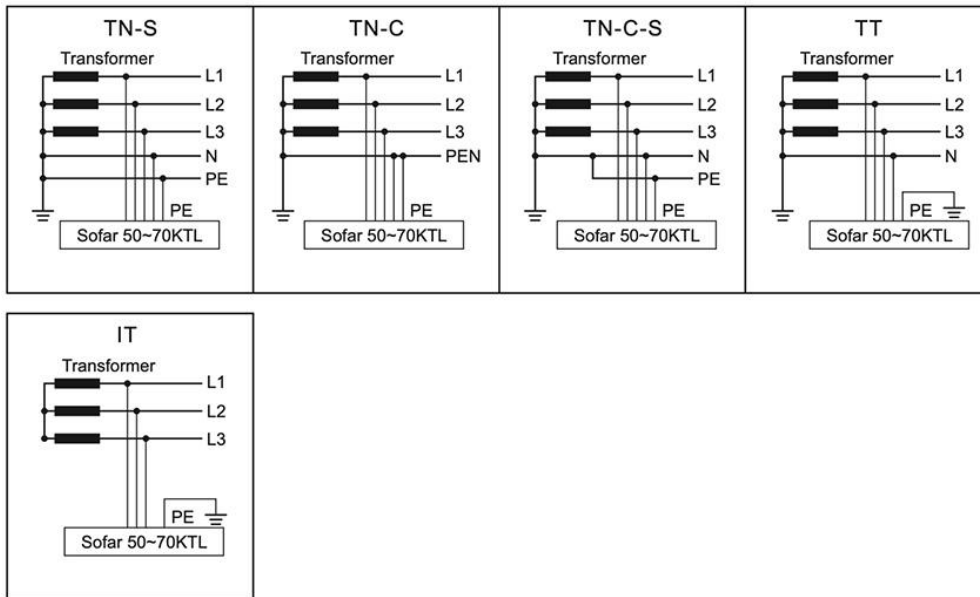 TN-S
Transformer
L1
L2
L3
N
PE
PE
Sofar 50~70KTL
TN-C
Transformer
L1
L2
L3
PEN
PE
Sofar 50~70KTL
TN-C-S
Transformer
L1
L2
L3
N
PE
PE
Sofar 50~70KTL
TT
Transformer
L1
L2
L3
N
PE
Sofar 50~70KTL
IT
Transformer
L1
L2
L3
PE
Sofar 50~70KTL